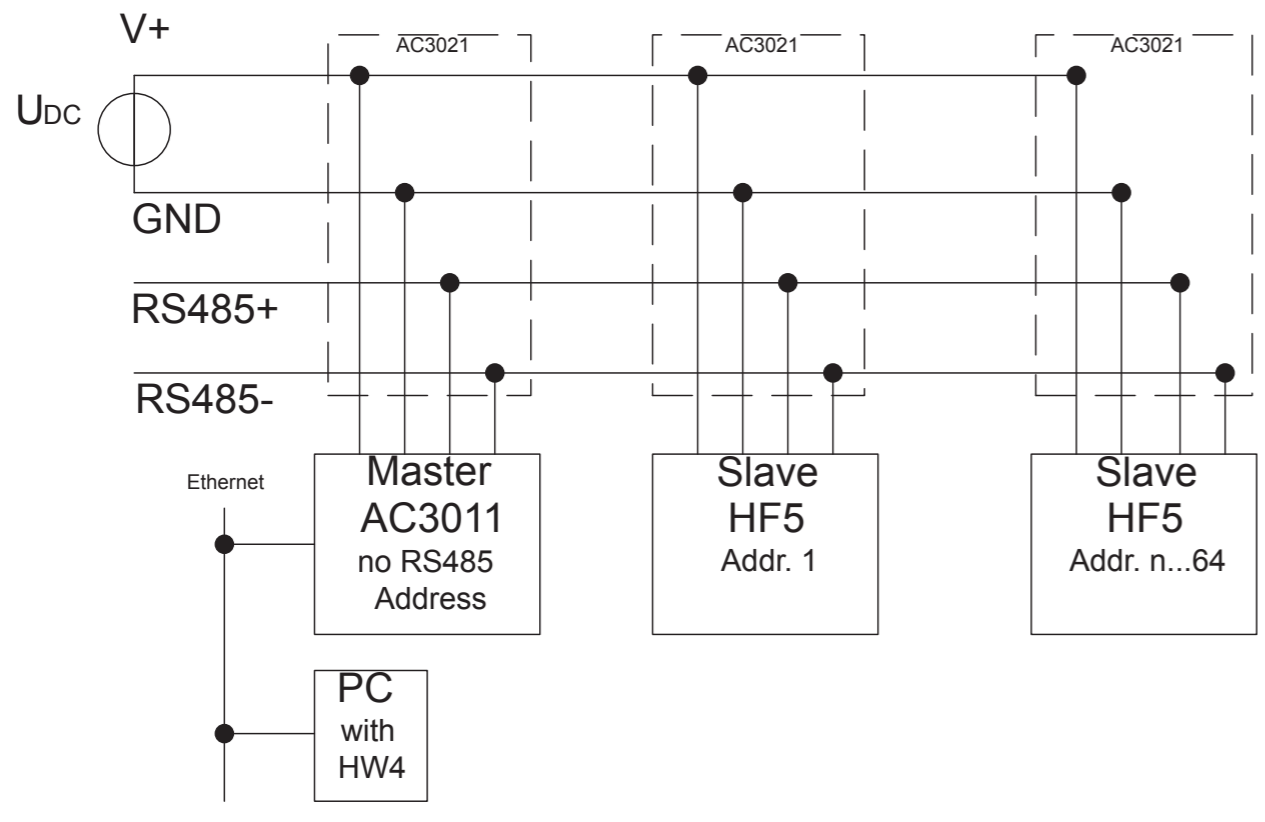 V+
AC3021
AC3021
AC3021
UDC
GND
RS485+
RS485-
Ethernet
Master
AC3011
no RS485
Address
Slave
HF5
Addr. 1
Slave
HF5
Addr. n...64
PC
with
HW4